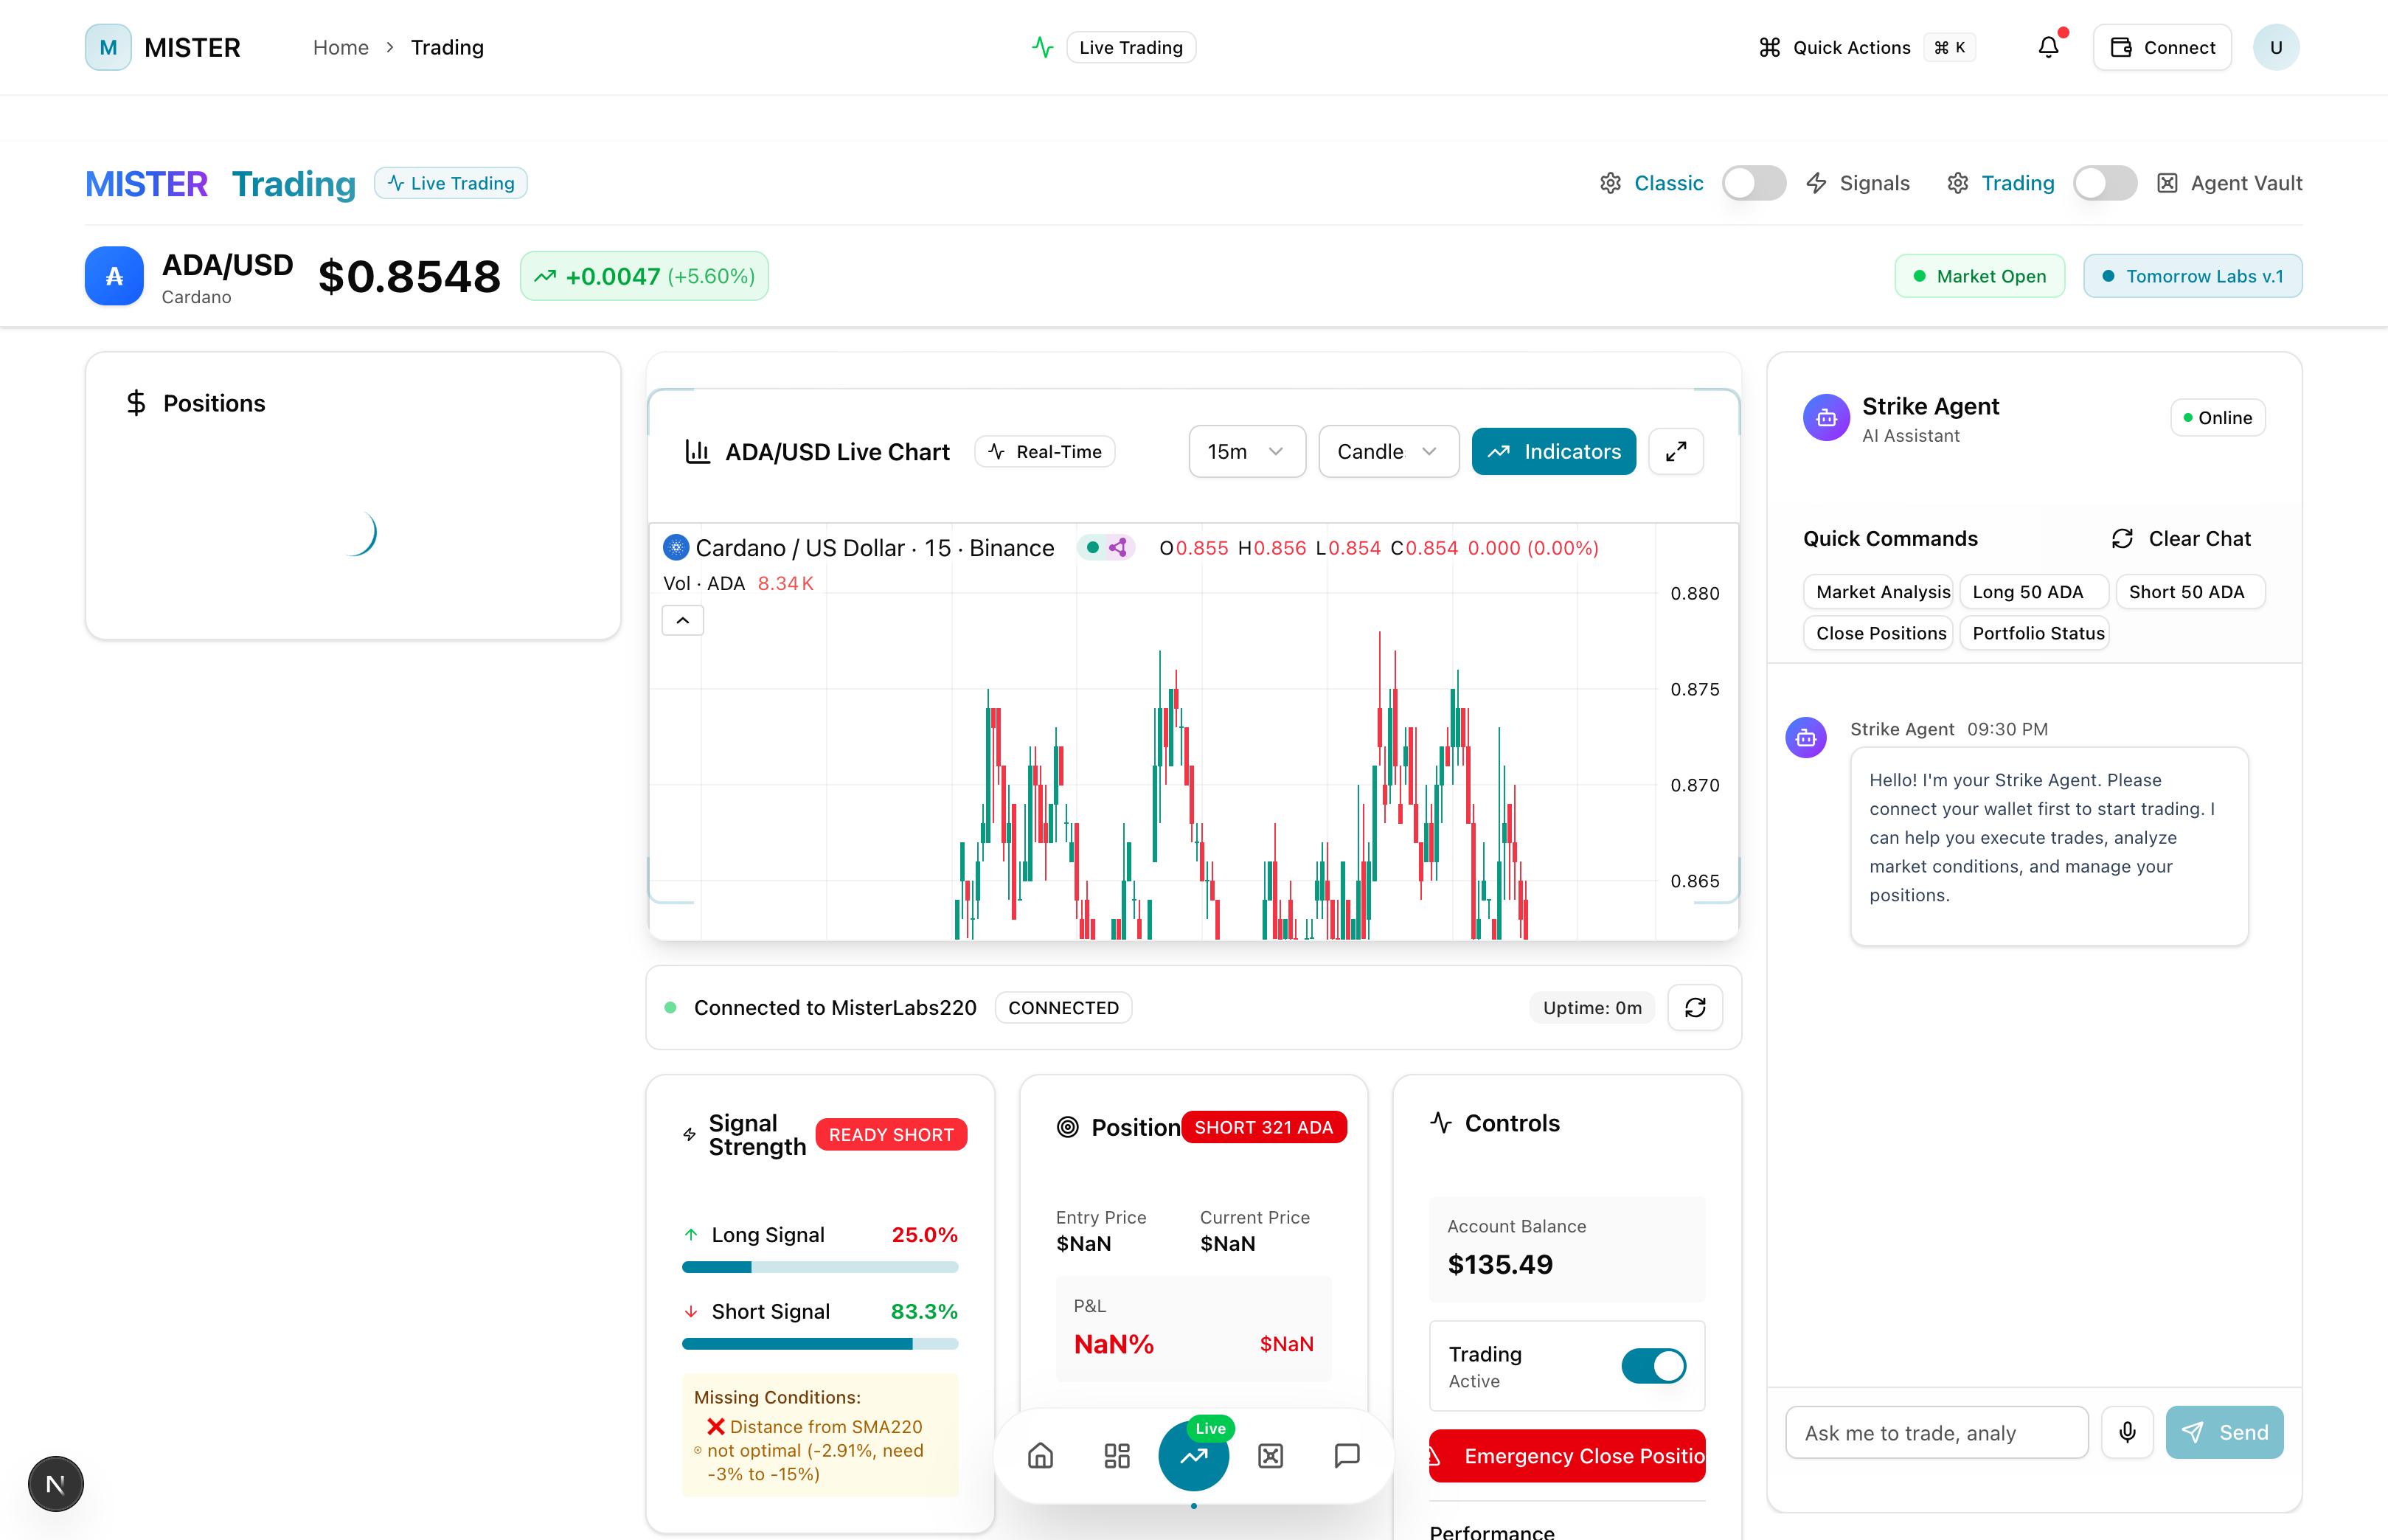 M MISTER
Home > Trading
Live Trading
Quick Actions ⌘ K
Connect
U
MISTER Trading
Live Trading
Classic
Signals
Trading
Agent Vault
₳
ADA/USD
Cardano
$0.8548
+0.0047 (+5.60%)
Market Open
Tomorrow Labs v.1
Positions
ADA/USD Live Chart
Real-Time
15m
Candle
Indicators
Cardano / US Dollar · 15 · Binance
O0.855 H0.856 L0.854 C0.854 0.000 (0.00%)
Vol · ADA 8.34K
0.880
0.875
0.870
0.865
Connected to MisterLabs220
CONNECTED
Uptime: 0m
Signal
Strength
READY SHORT
Long Signal 25.0%
Short Signal 83.3%
Missing Conditions:
❌ Distance from SMA220
not optimal (-2.91%, need
-3% to -15%)
Position
SHORT 321 ADA
Entry Price
$NaN
Current Price
$NaN
P&L
NaN% $NaN
Controls
Account Balance
$135.49
Trading
Active
Emergency Close Positio
Performance
Live
N
Strike Agent
AI Assistant
Online
Quick Commands
Clear Chat
Market Analysis
Long 50 ADA
Short 50 ADA
Close Positions
Portfolio Status
Strike Agent 09:30 PM
Hello! I'm your Strike Agent. Please
connect your wallet first to start trading. I
can help you execute trades, analyze
market conditions, and manage your
positions.
Ask me to trade, analy
Send